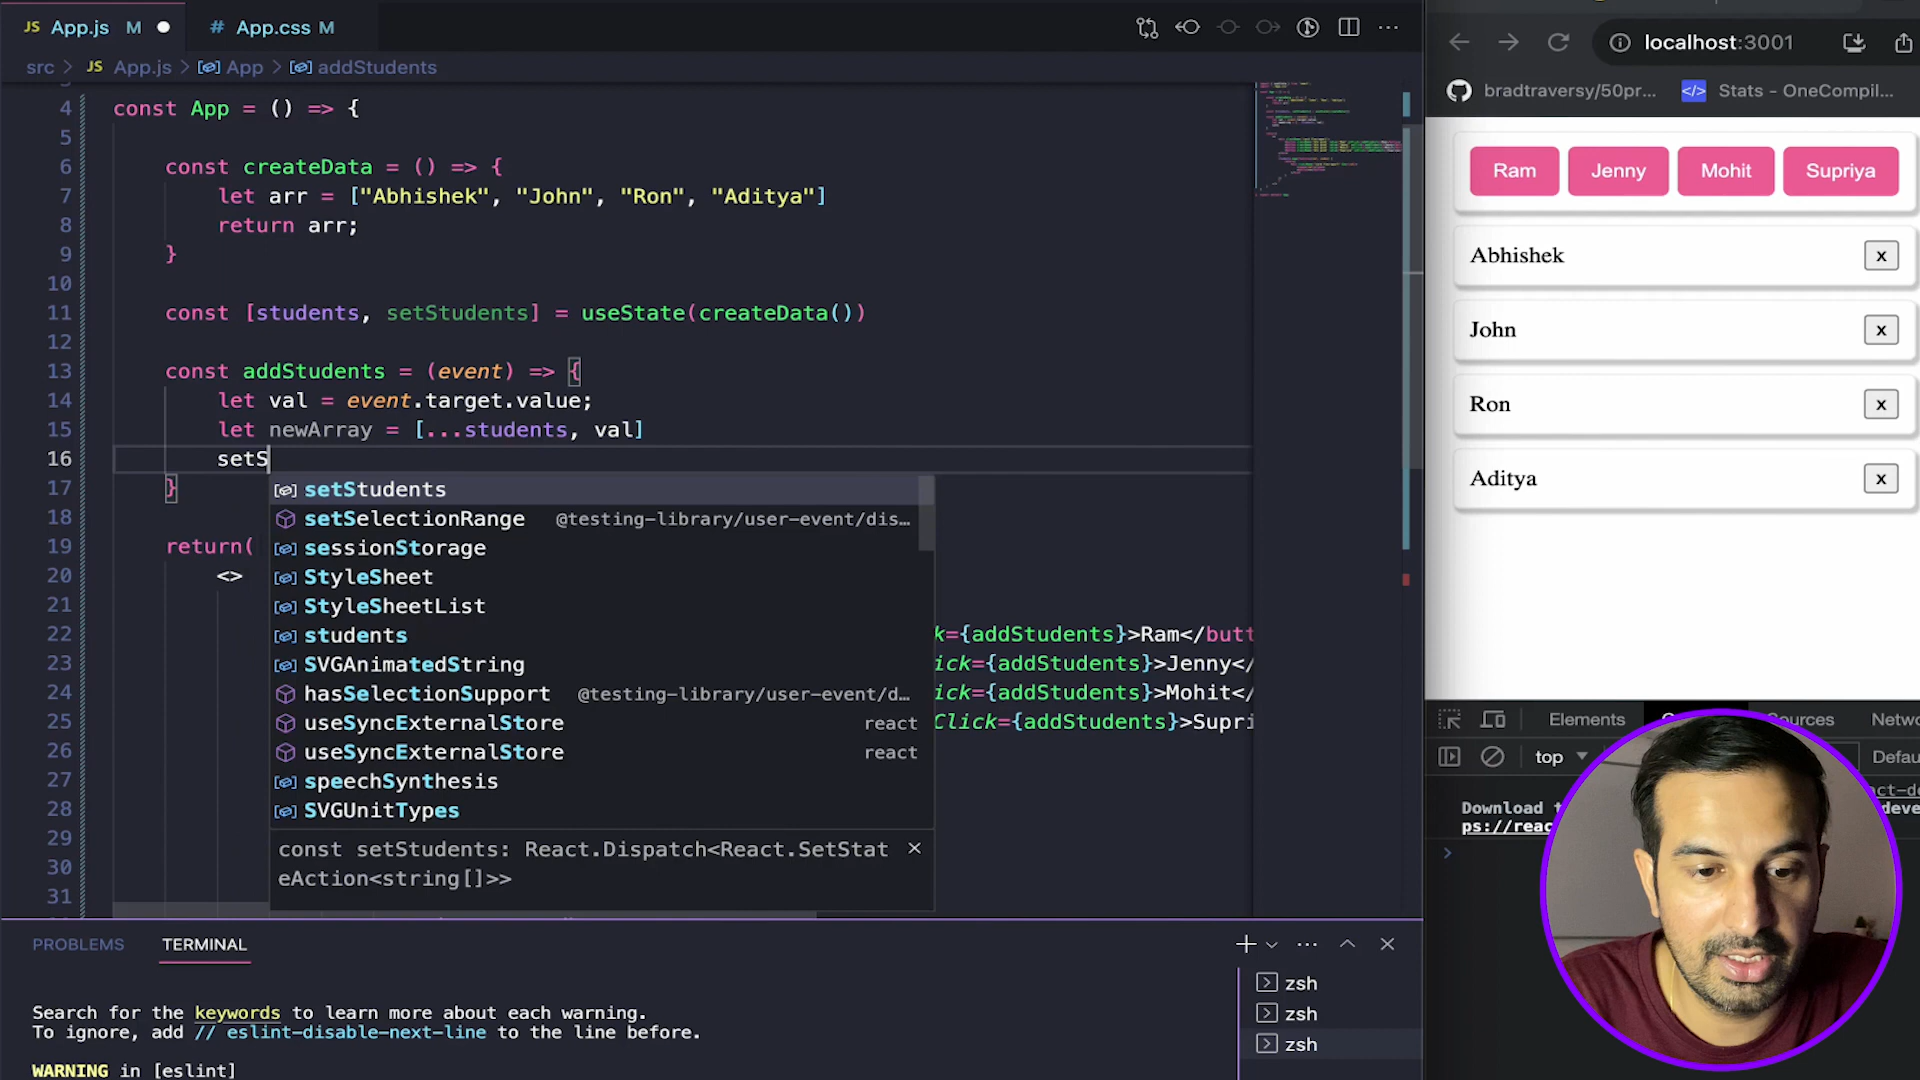 JS App.js M
# App.css M
src > JS App.js > App > addStudents
4 const App = () => {
5
6 const createData = () => {
7 let arr = ["Abhishek", "John", "Ron", "Aditya"]
8 return arr;
9 }
10
11 const [students, setStudents] = useState(createData())
12
13 const addStudents = (event) => {
14 let val = event.target.value;
15 let newArray = [...students, val]
16 setS
17 }
18
19 return(
20 <>
21
22 k={addStudents}>Ram</butt
23 ick={addStudents}>Jenny</
24 ick={addStudents}>Mohit</
25 Click={addStudents}>Supri
26
27
28
29
30
31
setStudents
setSelectionRange @testing-library/user-event/dis…
sessionStorage
StyleSheet
StyleSheetList
students
SVGAnimatedString
hasSelectionSupport @testing-library/user-event/d…
useSyncExternalStore react
useSyncExternalStore react
speechSynthesis
SVGUnitTypes
const setStudents: React.Dispatch<React.SetStat
eAction<string[]>>
PROBLEMS TERMINAL
Search for the keywords to learn more about each warning.
To ignore, add // eslint-disable-next-line to the line before.
WARNING in [eslint]
zsh
zsh
zsh
localhost:3001
bradtraversy/50pr... </> Stats - OneCompil...
Ram Jenny Mohit Supriya
Abhishek x
John x
Ron x
Aditya x
Elements Sources Netwo
top Defau
Download
ps://reac